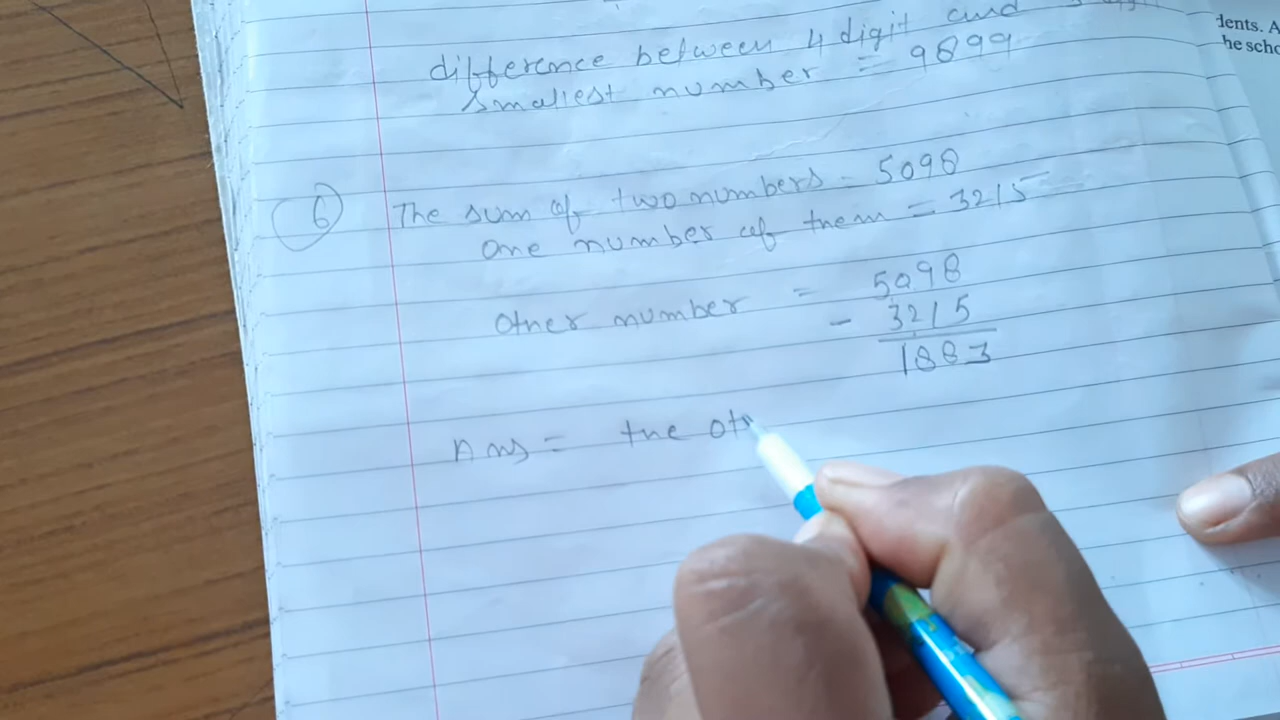 difference between 4 digit and
smallest number = 9899
dents. A
he scho
6 The sum of two numbers = 5098
one number of them = 3215
Other number = 5098
- 3215
1883
Ans = the oth